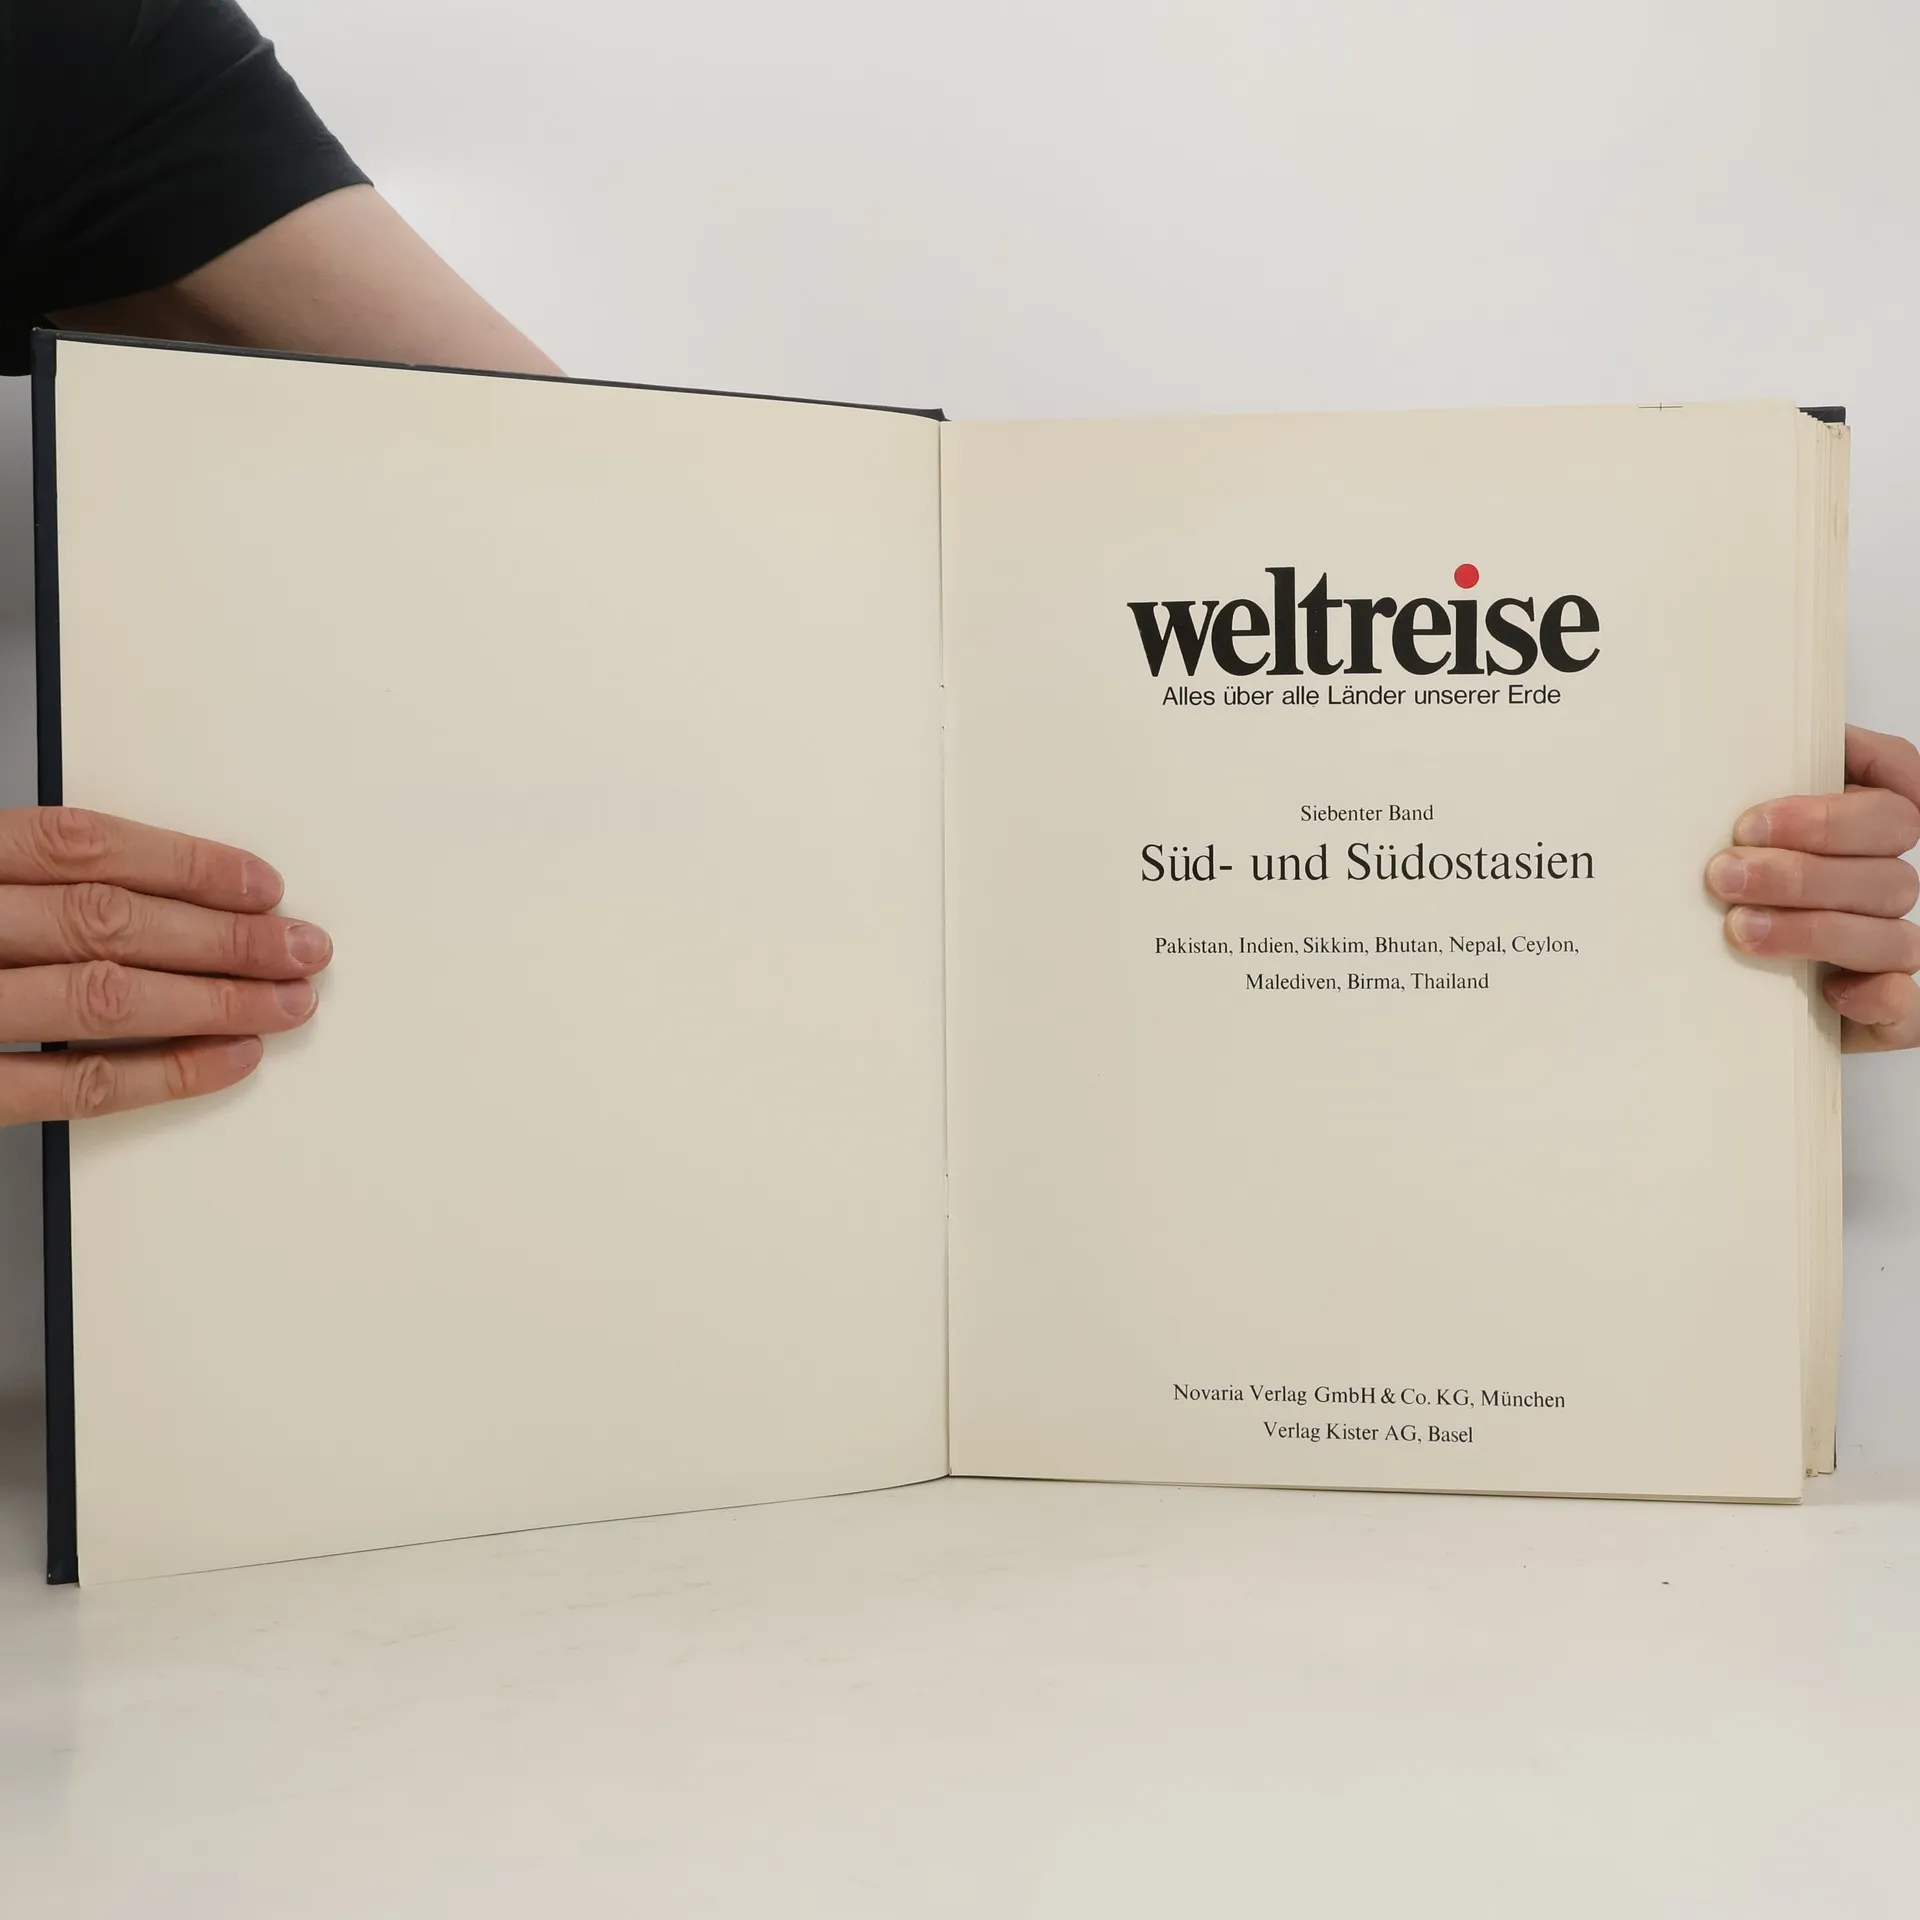 weltreise
Alles über alle Länder unserer Erde
Siebenter Band
Süd- und Südostasien
Pakistan, Indien, Sikkim, Bhutan, Nepal, Ceylon,
Malediven, Birma, Thailand
Novaria Verlag GmbH & Co. KG, München
Verlag Kister AG, Basel